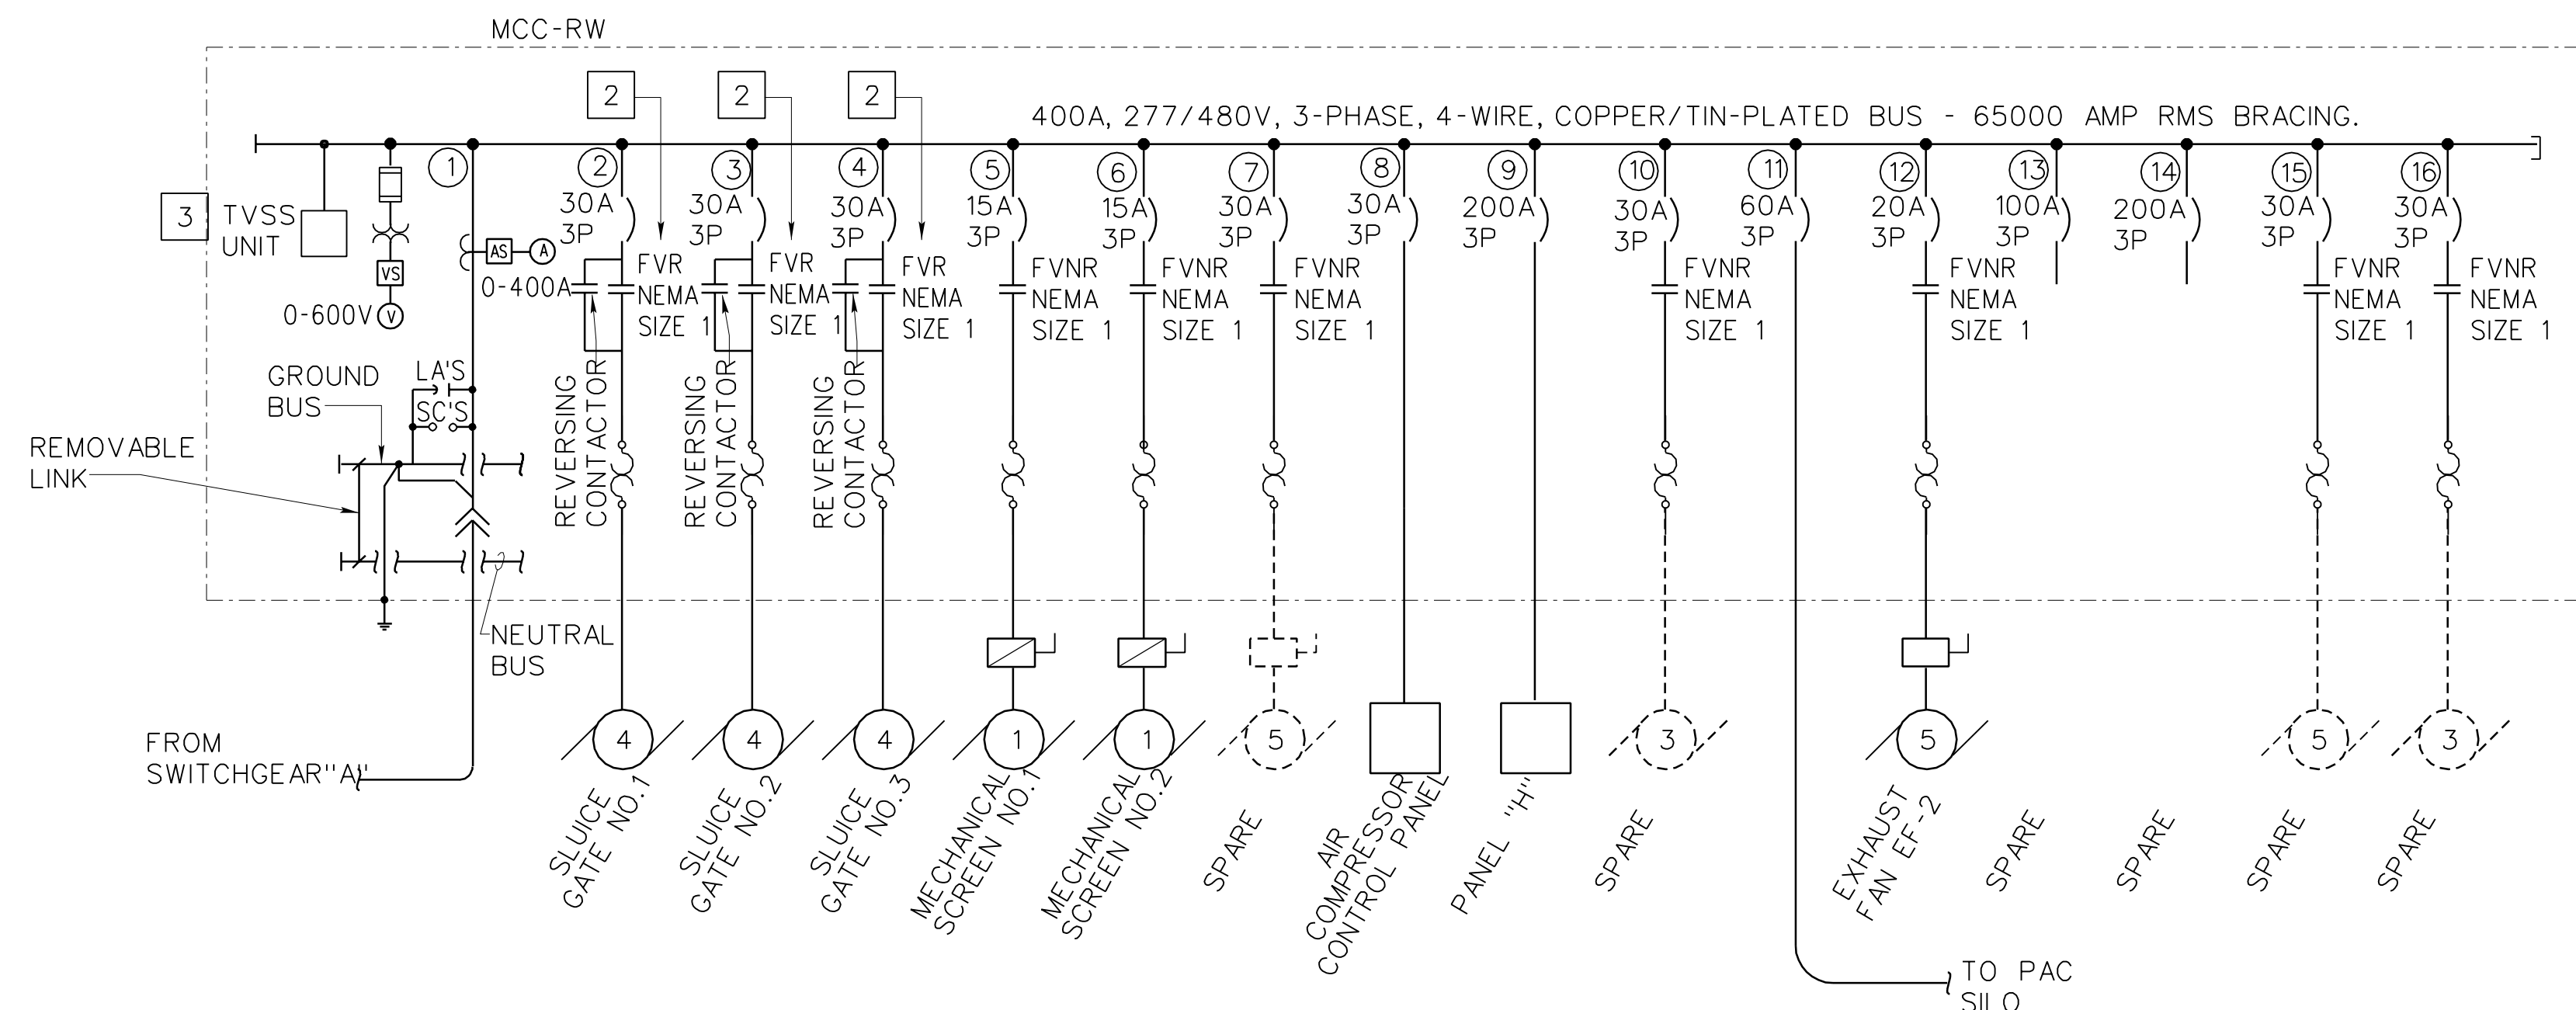 MCC-RW
2
2
2
400A, 277/480V, 3-PHASE, 4-WIRE, COPPER/TIN-PLATED BUS - 65000 AMP RMS BRACING.
3
TVSS
UNIT
VS
V
0-600V
1
AS
A
0-400A
2
30A
3P
FVR
NEMA
SIZE 1
REVERSING
CONTACTOR
3
30A
3P
FVR
NEMA
SIZE 1
REVERSING
CONTACTOR
4
30A
3P
FVR
NEMA
SIZE 1
REVERSING
CONTACTOR
5
15A
3P
FVNR
NEMA
SIZE 1
6
15A
3P
FVNR
NEMA
SIZE 1
7
30A
3P
FVNR
NEMA
SIZE 1
8
30A
3P
9
200A
3P
10
30A
3P
FVNR
NEMA
SIZE 1
11
60A
3P
12
20A
3P
FVNR
NEMA
SIZE 1
13
100A
3P
14
200A
3P
15
30A
3P
FVNR
NEMA
SIZE 1
16
30A
3P
FVNR
NEMA
SIZE 1
GROUND
BUS
LA'S
SC'S
REMOVABLE
LINK
NEUTRAL
BUS
FROM
SWITCHGEAR"A"
4
SLUICE
GATE NO.1
4
SLUICE
GATE NO.2
4
SLUICE
GATE NO.3
1
MECHANICAL
SCREEN NO.1
1
MECHANICAL
SCREEN NO.2
5
SPARE
AIR
COMPRESSOR
CONTROL PANEL
PANEL "H"
3
SPARE
5
EXHAUST
FAN EF-2
SPARE
SPARE
5
SPARE
3
SPARE
TO PAC
SILO